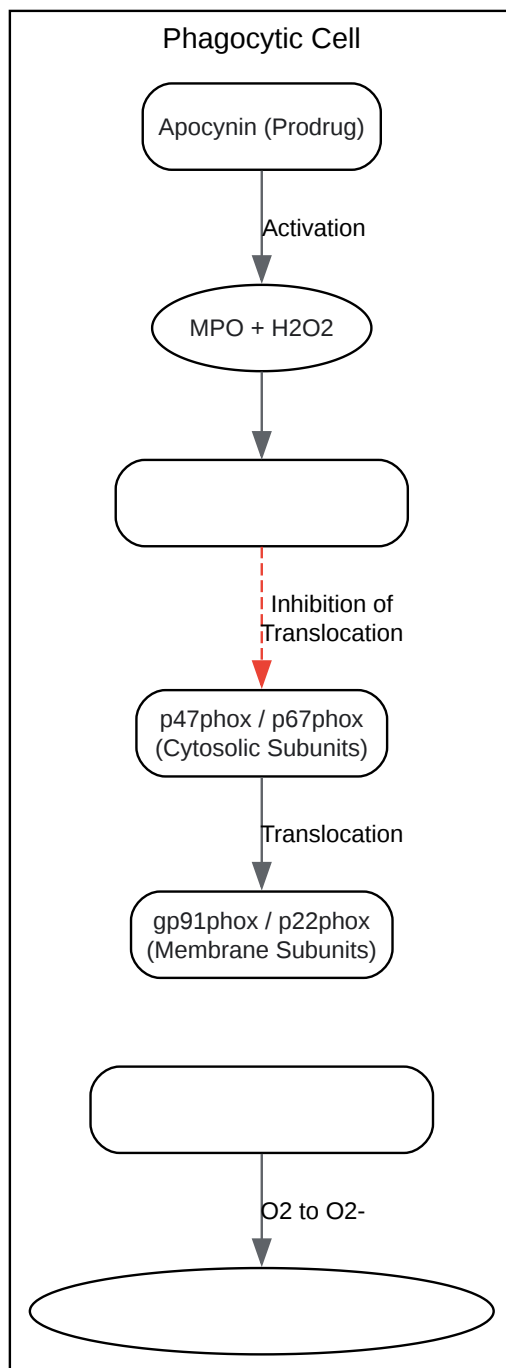 Phagocytic Cell
Apocynin (Prodrug)
Activation
MPO + H2O2
Inhibition of
Translocation
p47phox / p67phox
(Cytosolic Subunits)
Translocation
gp91phox / p22phox
(Membrane Subunits)
O2 to O2-